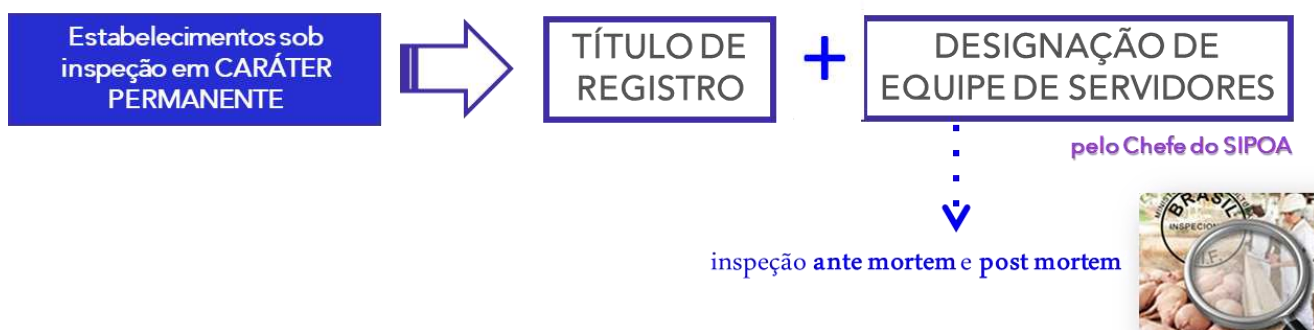 Estabelecimentos sob
inspeção em CARÁTER
PERMANENTE
TÍTULO DE
REGISTRO
+
DESIGNAÇÃO DE
EQUIPE DE SERVIDORES
pelo Chefe do SIPOA
inspeção ante mortem e post mortem
BRASIL
S.I.F.